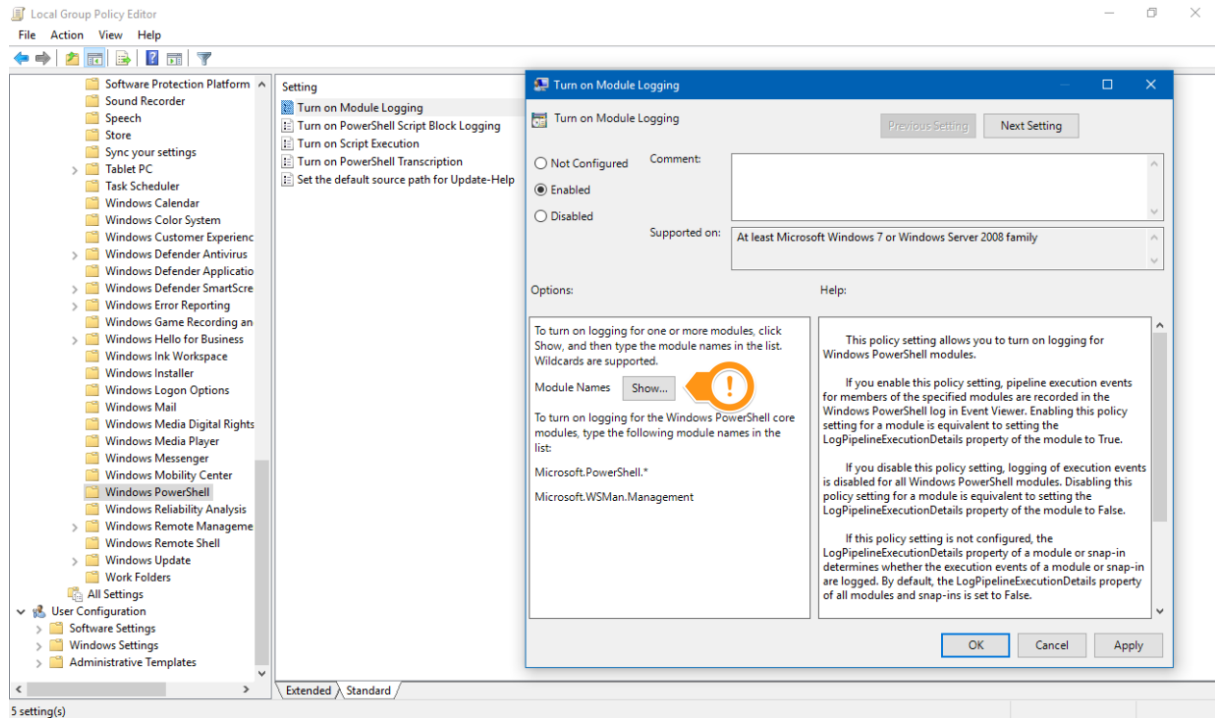 Local Group Policy Editor
File Action View Help
Software Protection Platform
Sound Recorder
Speech
Store
Sync your settings
Tablet PC
Task Scheduler
Windows Calendar
Windows Color System
Windows Customer Experienc
Windows Defender Antivirus
Windows Defender Applicatio
Windows Defender SmartScre
Windows Error Reporting
Windows Game Recording an
Windows Hello for Business
Windows Ink Workspace
Windows Installer
Windows Logon Options
Windows Mail
Windows Media Digital Rights
Windows Media Player
Windows Messenger
Windows Mobility Center
Windows PowerShell
Windows Reliability Analysis
Windows Remote Manageme
Windows Remote Shell
Windows Update
Work Folders
All Settings
User Configuration
Software Settings
Windows Settings
Administrative Templates
Setting
Turn on Module Logging
Turn on PowerShell Script Block Logging
Turn on Script Execution
Turn on PowerShell Transcription
Set the default source path for Update-Help
Extended Standard
5 setting(s)
Turn on Module Logging
Turn on Module Logging
Previous Setting Next Setting
Not Configured
Enabled
Disabled
Comment:
Supported on:
At least Microsoft Windows 7 or Windows Server 2008 family
Options:
To turn on logging for one or more modules, click
Show, and then type the module names in the list.
Wildcards are supported.
Module Names Show... !
To turn on logging for the Windows PowerShell core
modules, type the following module names in the
list:
Microsoft.PowerShell.*
Microsoft.WSMan.Management
Help:
This policy setting allows you to turn on logging for
Windows PowerShell modules.
If you enable this policy setting, pipeline execution events
for members of the specified modules are recorded in the
Windows PowerShell log in Event Viewer. Enabling this policy
setting for a module is equivalent to setting the
LogPipelineExecutionDetails property of the module to True.
If you disable this policy setting, logging of execution events
is disabled for all Windows PowerShell modules. Disabling this
policy setting for a module is equivalent to setting the
LogPipelineExecutionDetails property of the module to False.
If this policy setting is not configured, the
LogPipelineExecutionDetails property of a module or snap-in
determines whether the execution events of a module or snap-in
are logged. By default, the LogPipelineExecutionDetails property
of all modules and snap-ins is set to False.
OK Cancel Apply